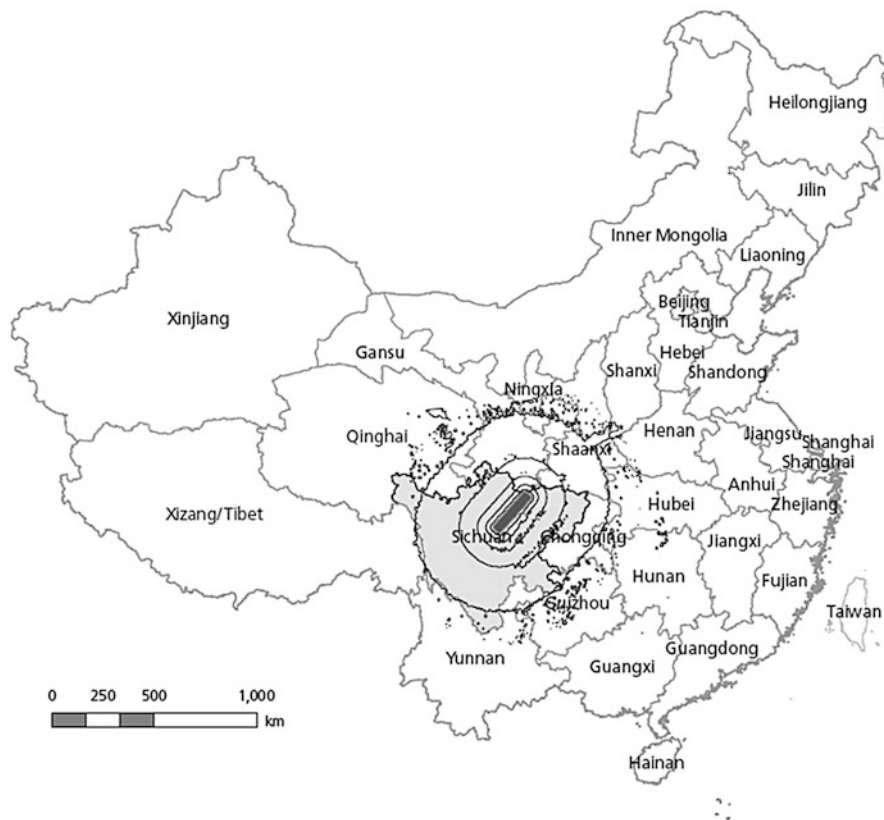 Heilongjiang
Jilin
Inner Mongolia
Liaoning
Beijing
Tianjin
Xinjiang
Gansu
Hebei
Shanxi
Shandong
Ningxia
Qinghai
Henan
Shaanxi
Jiangsu
Shanghai
Shanghai
Anhui
Xizang/Tibet
Hubei
Zhejiang
Sichuan
Chongqing
Jiangxi
Hunan
Fujian
Guizhou
Taiwan
Yunnan
Guangxi
Guangdong
0 250 500 1,000
km
Hainan